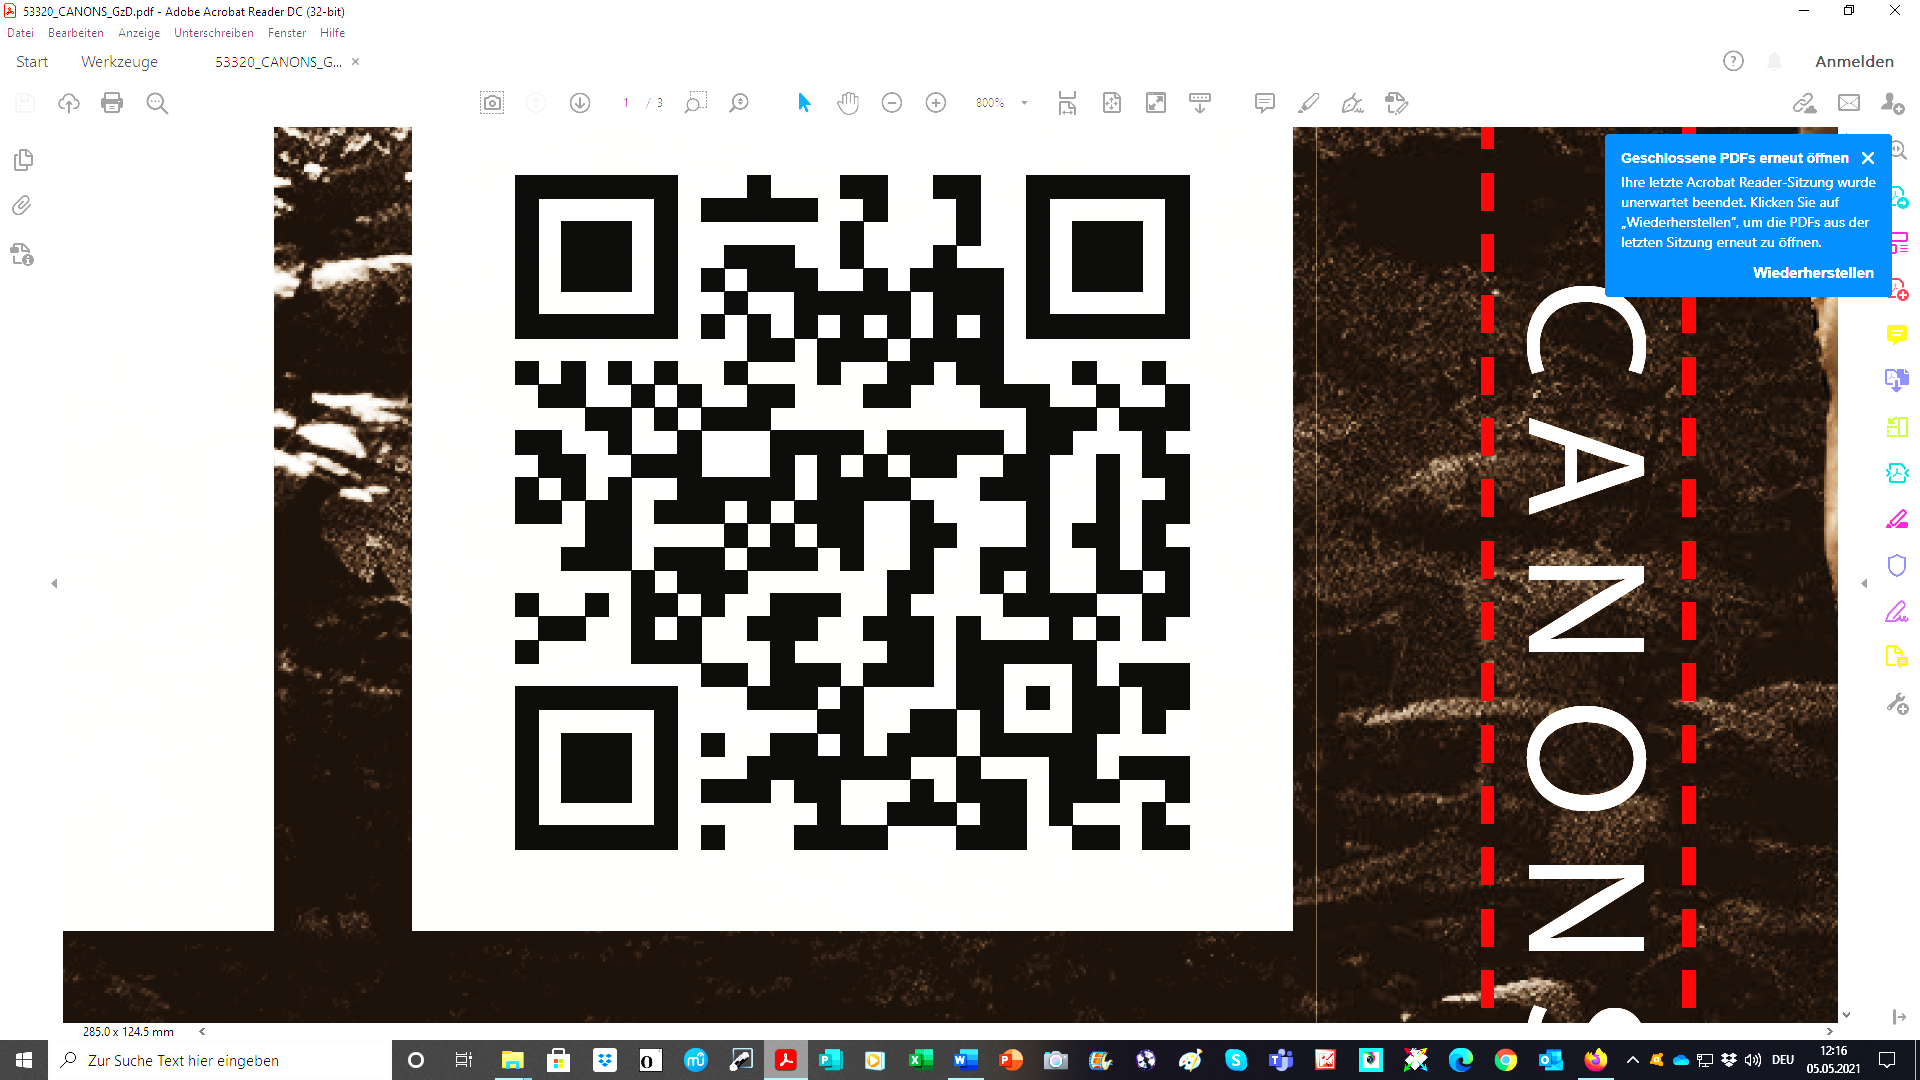 53320_CANONS_GzD.pdf - Adobe Acrobat Reader DC (32-bit)
Datei Bearbeiten Anzeige Unterschreiben Fenster Hilfe
Start Werkzeuge 53320_CANONS_G... Anmelden
1 / 3 800%
Geschlossene PDFs erneut öffnen
Ihre letzte Acrobat Reader-Sitzung wurde
unerwartet beendet. Klicken Sie auf
„Wiederherstellen“, um die PDFs aus der
letzten Sitzung erneut zu öffnen.
Wiederherstellen
CANONS
285.0 x 124.5 mm
Zur Suche Text hier eingeben
DEU
12:16
05.05.2021